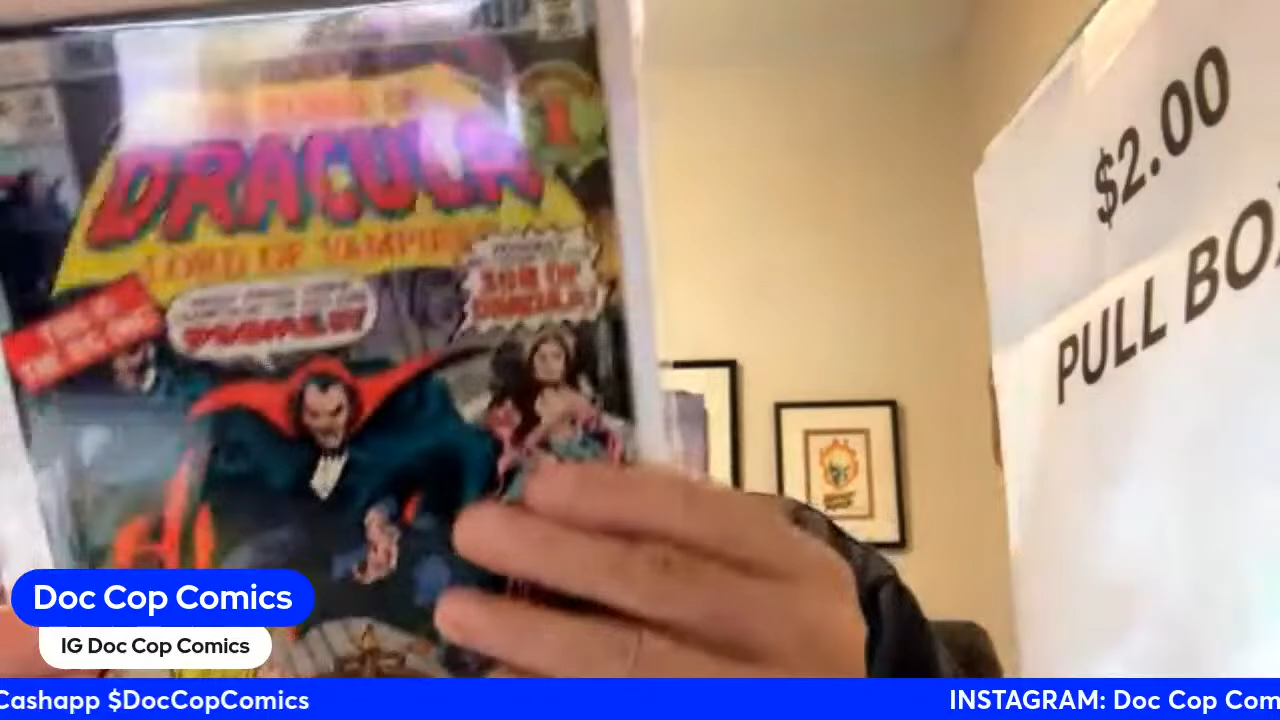 DRACULA
LORD OF VAMPIRES
1
SON OF
DRACULA!
$2.00
PULL BO
Doc Cop Comics
IG Doc Cop Comics
Cashapp $DocCopComics
INSTAGRAM: Doc Cop Com